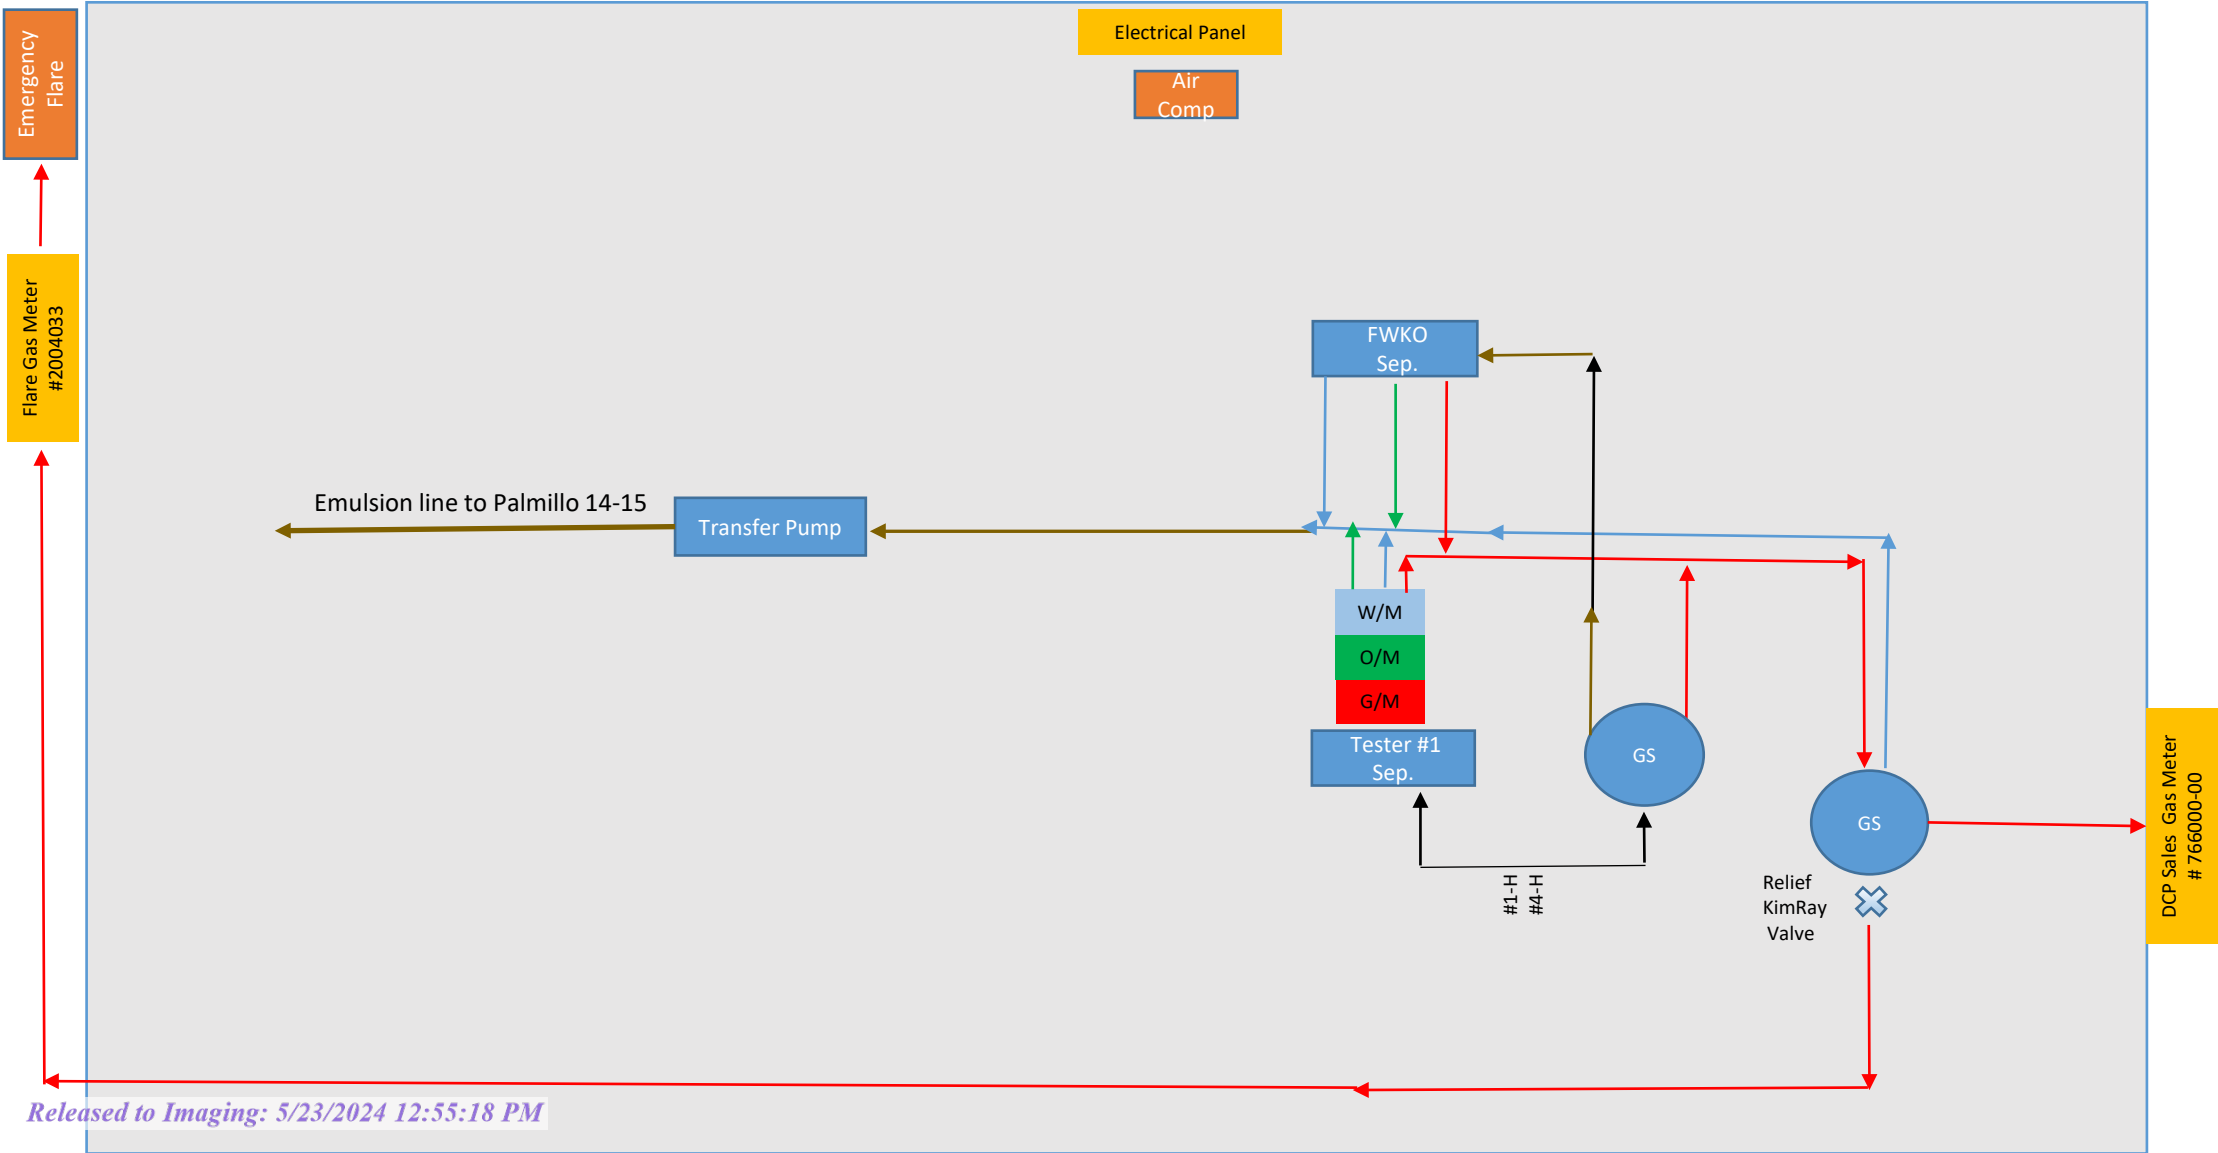 Electrical Panel
Air
Comp
Emergency
Flare
Flare Gas Meter
#2004033
FWKO
Sep.
Emulsion line to Palmillo 14-15
Transfer Pump
W/M
O/M
G/M
Tester #1
Sep.
GS
GS
#1-H
#4-H
Relief
KimRay
Valve
DCP Sales  Gas Meter
# 766000-00
Released to Imaging: 5/23/2024 12:55:18 PM